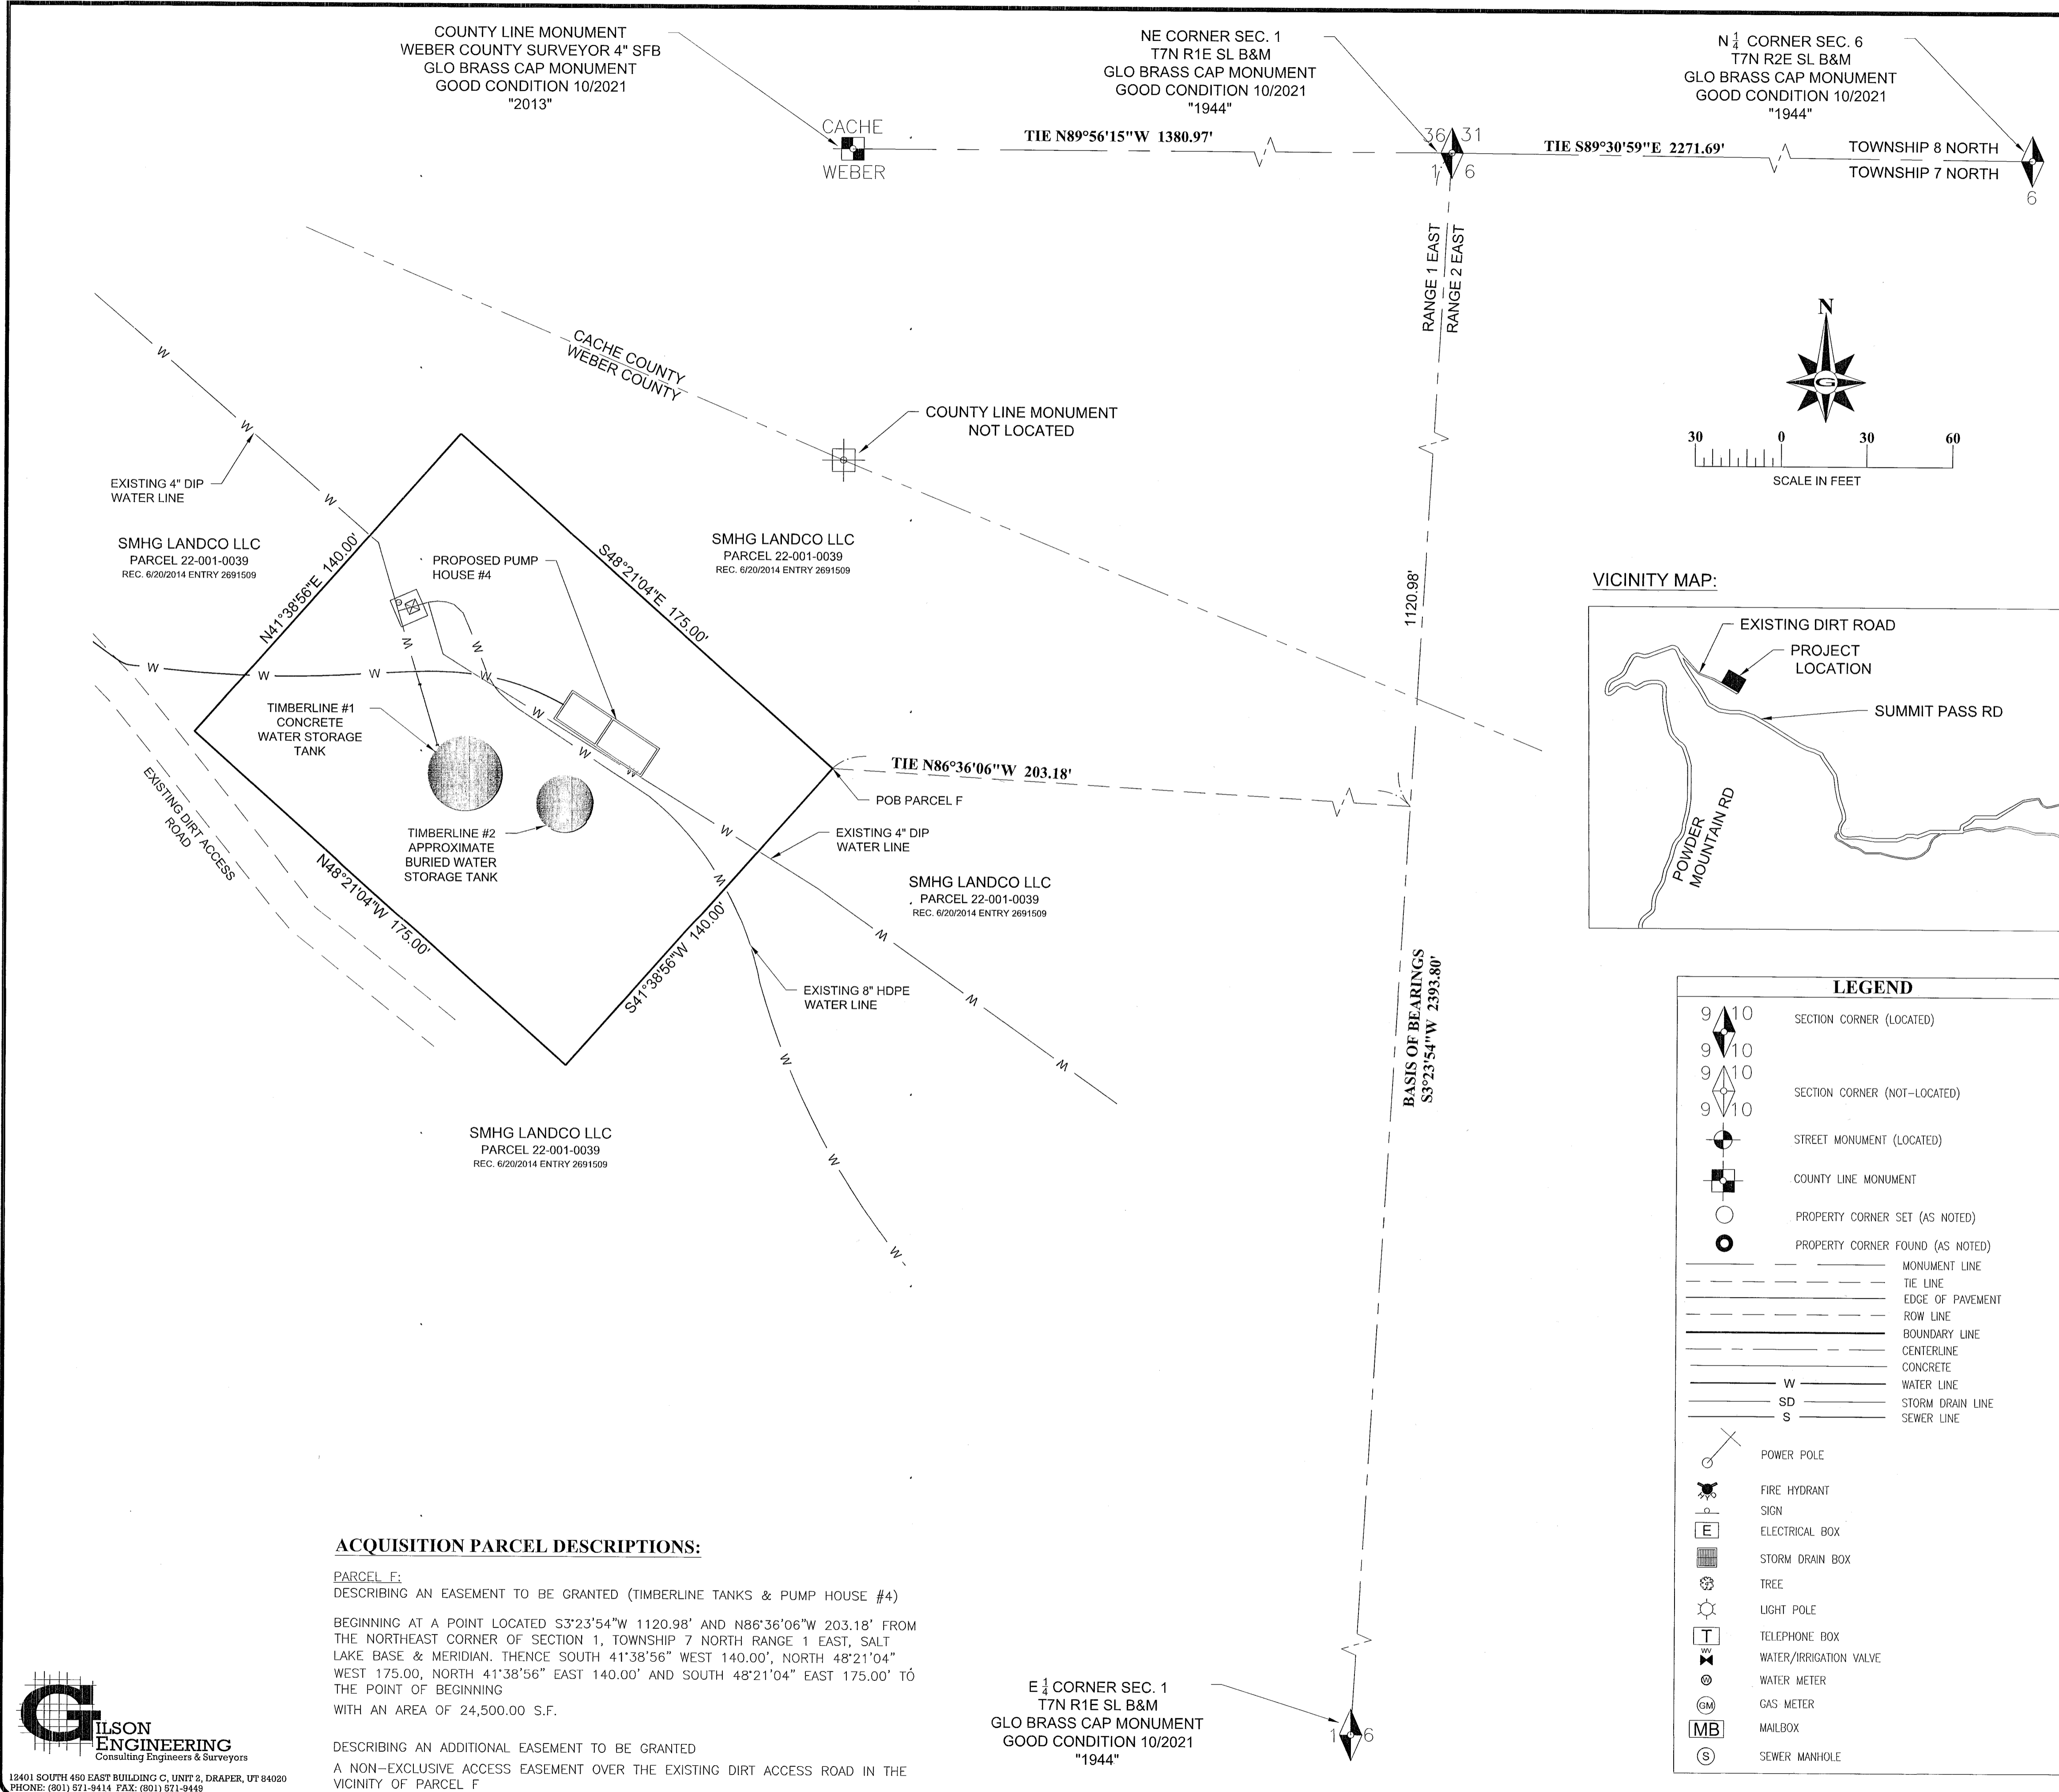 COUNTY LINE MONUMENT
WEBER COUNTY SURVEYOR 4" SFB
GLO BRASS CAP MONUMENT
GOOD CONDITION 10/2021
"2013"
NE CORNER SEC. 1
T7N R1E SL B&M
GLO BRASS CAP MONUMENT
GOOD CONDITION 10/2021
"1944"
N 1/4 CORNER SEC. 6
T7N R2E SL B&M
GLO BRASS CAP MONUMENT
GOOD CONDITION 10/2021
"1944"
CACHE
WEBER
TIE N89°56'15"W 1380.97'
36 31
1 6
TIE S89°30'59"E 2271.69'
TOWNSHIP 8 NORTH
TOWNSHIP 7 NORTH
6
RANGE 1 EAST
RANGE 2 EAST
CACHE COUNTY
WEBER COUNTY
COUNTY LINE MONUMENT
NOT LOCATED
N
G
30 0 30 60
SCALE IN FEET
W
W
W
EXISTING 4" DIP
WATER LINE
SMHG LANDCO LLC
PARCEL 22-001-0039
REC. 6/20/2014 ENTRY 2691509
N41°38'56"E 140.00'
PROPOSED PUMP
HOUSE #4
S48°21'04"E 175.00'
SMHG LANDCO LLC
PARCEL 22-001-0039
REC. 6/20/2014 ENTRY 2691509
1120.98'
W
W
W
W
W
W
W
W
W
W
TIMBERLINE #1
CONCRETE
WATER STORAGE
TANK
TIMBERLINE #2
APPROXIMATE
BURIED WATER
STORAGE TANK
EXISTING DIRT ACCESS
ROAD
N48°21'04"W 175.00'
TIE N86°36'06"W 203.18'
POB PARCEL F
W
EXISTING 4" DIP
WATER LINE
W
SMHG LANDCO LLC
PARCEL 22-001-0039
REC. 6/20/2014 ENTRY 2691509
S41°38'56"W 140.00'
W
W
W
EXISTING 8" HDPE
WATER LINE
W
W
W
SMHG LANDCO LLC
PARCEL 22-001-0039
REC. 6/20/2014 ENTRY 2691509
BASIS OF BEARINGS
S3°23'54"W 2393.80'
VICINITY MAP:
EXISTING DIRT ROAD
PROJECT
LOCATION
SUMMIT PASS RD
POWDER
MOUNTAIN RD
LEGEND
9 10
9 10
SECTION CORNER (LOCATED)
9 10
9 10
SECTION CORNER (NOT-LOCATED)
STREET MONUMENT (LOCATED)
COUNTY LINE MONUMENT
PROPERTY CORNER SET (AS NOTED)
PROPERTY CORNER FOUND (AS NOTED)
MONUMENT LINE
TIE LINE
EDGE OF PAVEMENT
ROW LINE
BOUNDARY LINE
CENTERLINE
CONCRETE
W WATER LINE
SD STORM DRAIN LINE
S SEWER LINE
POWER POLE
FIRE HYDRANT
SIGN
E ELECTRICAL BOX
STORM DRAIN BOX
TREE
LIGHT POLE
T TELEPHONE BOX
WV WATER/IRRIGATION VALVE
W WATER METER
GM GAS METER
MB MAILBOX
S SEWER MANHOLE
ACQUISITION PARCEL DESCRIPTIONS:
PARCEL F:
DESCRIBING AN EASEMENT TO BE GRANTED (TIMBERLINE TANKS & PUMP HOUSE #4)
BEGINNING AT A POINT LOCATED S3°23'54"W 1120.98' AND N86°36'06"W 203.18' FROM
THE NORTHEAST CORNER OF SECTION 1, TOWNSHIP 7 NORTH RANGE 1 EAST, SALT
LAKE BASE & MERIDIAN. THENCE SOUTH 41°38'56" WEST 140.00', NORTH 48°21'04"
WEST 175.00, NORTH 41°38'56" EAST 140.00' AND SOUTH 48°21'04" EAST 175.00' TO
THE POINT OF BEGINNING
WITH AN AREA OF 24,500.00 S.F.
DESCRIBING AN ADDITIONAL EASEMENT TO BE GRANTED
A NON-EXCLUSIVE ACCESS EASEMENT OVER THE EXISTING DIRT ACCESS ROAD IN THE
VICINITY OF PARCEL F
E 1/4 CORNER SEC. 1
T7N R1E SL B&M
GLO BRASS CAP MONUMENT
GOOD CONDITION 10/2021
"1944"
1 6
GILSON
ENGINEERING
Consulting Engineers & Surveyors
12401 SOUTH 450 EAST BUILDING C, UNIT 2, DRAPER, UT 84020
PHONE: (801) 571-9414 FAX: (801) 571-9449